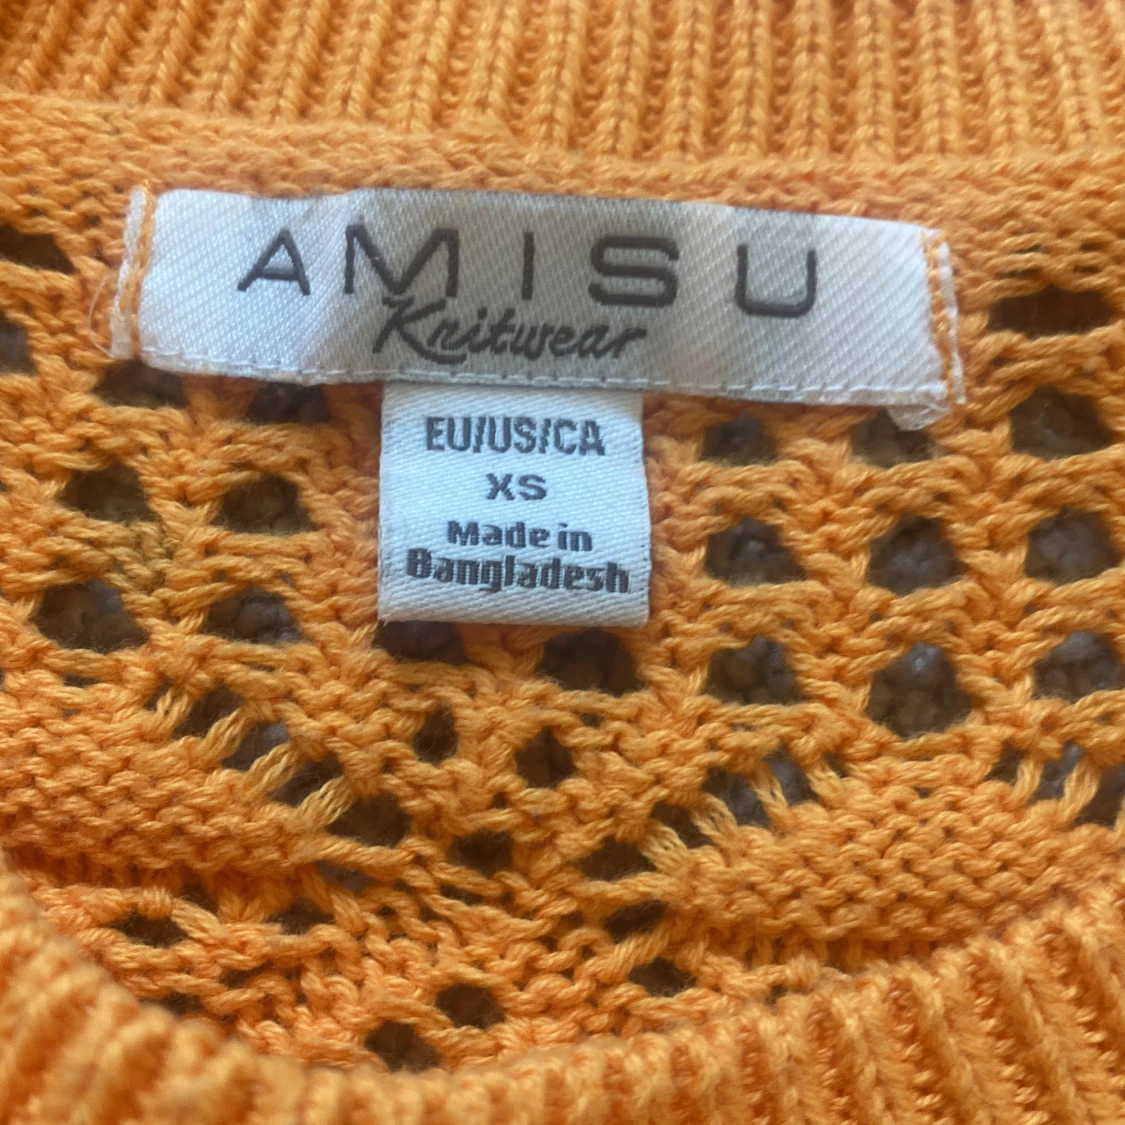 AMISU
Knitwear
EU/US/CA
XS
Made in
Bangladesh